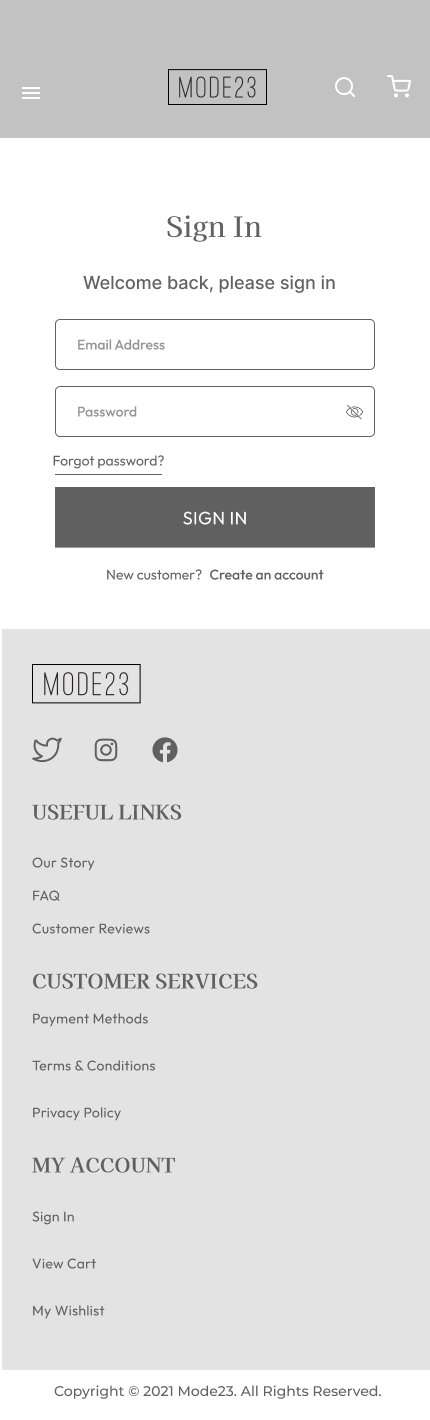 MODE23
Sign In
Welcome back, please sign in
Email Address
Password
Forgot password?
SIGN IN
New customer? Create an account
MODE23
USEFUL LINKS
Our Story
FAQ
Customer Reviews
CUSTOMER SERVICES
Payment Methods
Terms & Conditions
Privacy Policy
MY ACCOUNT
Sign In
View Cart
My Wishlist
Copyright © 2021 Mode23. All Rights Reserved.